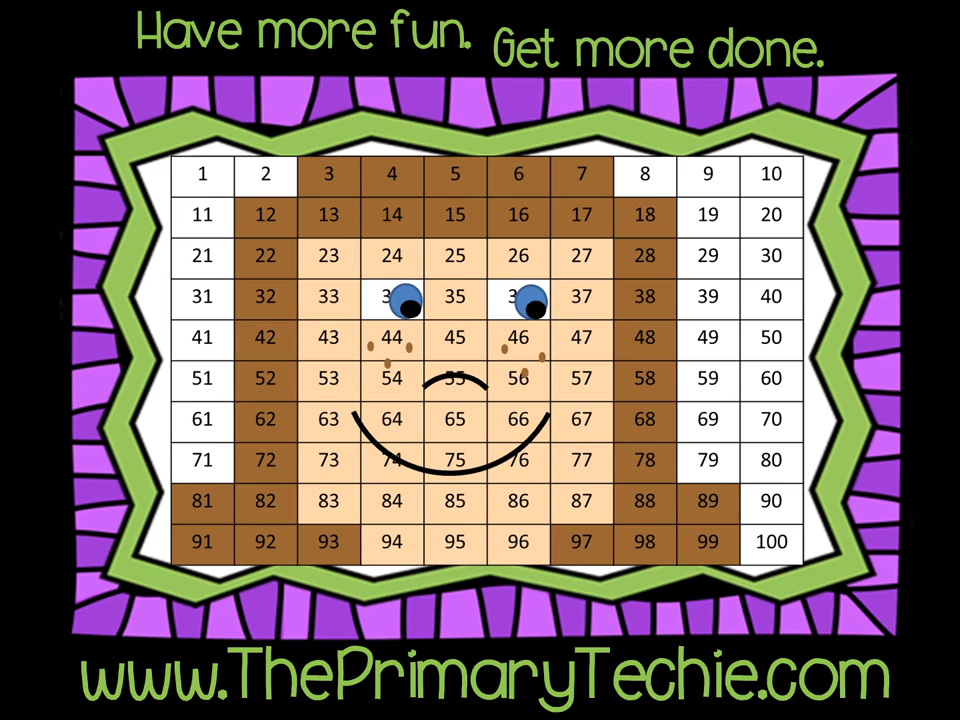 Have more fun. Get more done.
1 2 3 4 5 6 7 8 9 10
11 12 13 14 15 16 17 18 19 20
21 22 23 24 25 26 27 28 29 30
31 32 33 3 35 3 37 38 39 40
41 42 43 44 45 46 47 48 49 50
51 52 53 54 55 56 57 58 59 60
61 62 63 64 65 66 67 68 69 70
71 72 73 74 75 76 77 78 79 80
81 82 83 84 85 86 87 88 89 90
91 92 93 94 95 96 97 98 99 100
www.ThePrimaryTechie.com